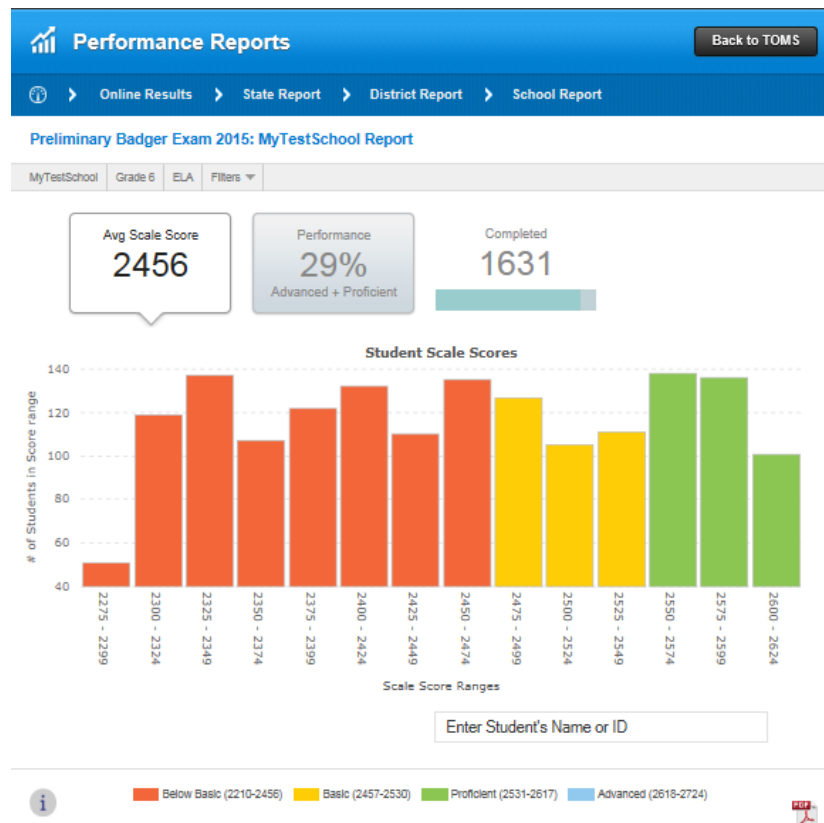 Performance Reports
Back to TOMS
Online Results State Report District Report School Report
Preliminary Badger Exam 2015: MyTestSchool Report
MyTestSchool Grade 6 ELA Filters
Avg Scale Score
2456
Performance
29%
Advanced + Proficient
Completed
1631
Student Scale Scores
# of Students in Score range
140
120
100
80
60
40
2275 - 2299
2300 - 2324
2325 - 2349
2350 - 2374
2375 - 2399
2400 - 2424
2425 - 2449
2450 - 2474
2475 - 2499
2500 - 2524
2525 - 2549
2550 - 2574
2575 - 2599
2600 - 2624
Scale Score Ranges
Enter Student's Name or ID
i
Below Basic (2210-2456) Basic (2457-2530) Proficient (2531-2617) Advanced (2618-2724)
PDF